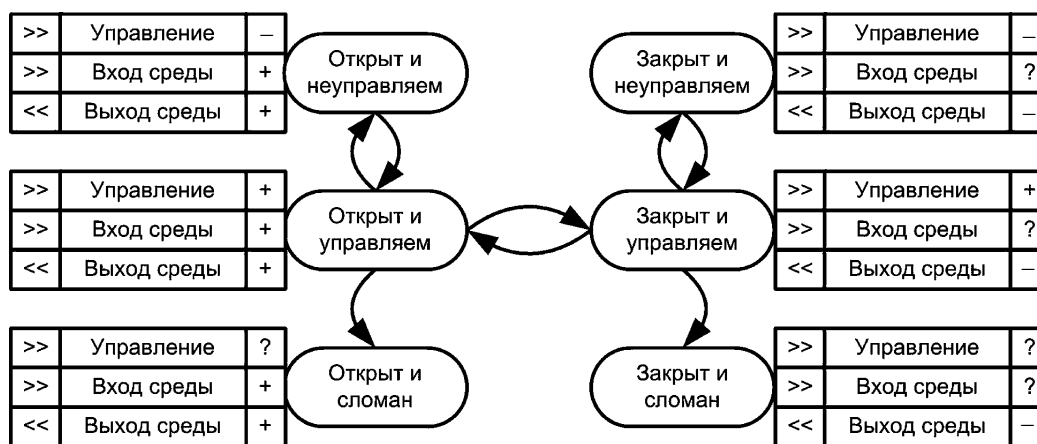 >> Управление –
>> Вход среды +
<< Выход среды +
Открыт и
неуправляем
Закрыт и
неуправляем
>> Управление –
>> Вход среды ?
<< Выход среды –
>> Управление +
>> Вход среды +
<< Выход среды +
Открыт и
управляем
Закрыт и
управляем
>> Управление +
>> Вход среды ?
<< Выход среды –
>> Управление ?
>> Вход среды +
<< Выход среды +
Открыт и
сломан
Закрыт и
сломан
>> Управление ?
>> Вход среды ?
<< Выход среды –